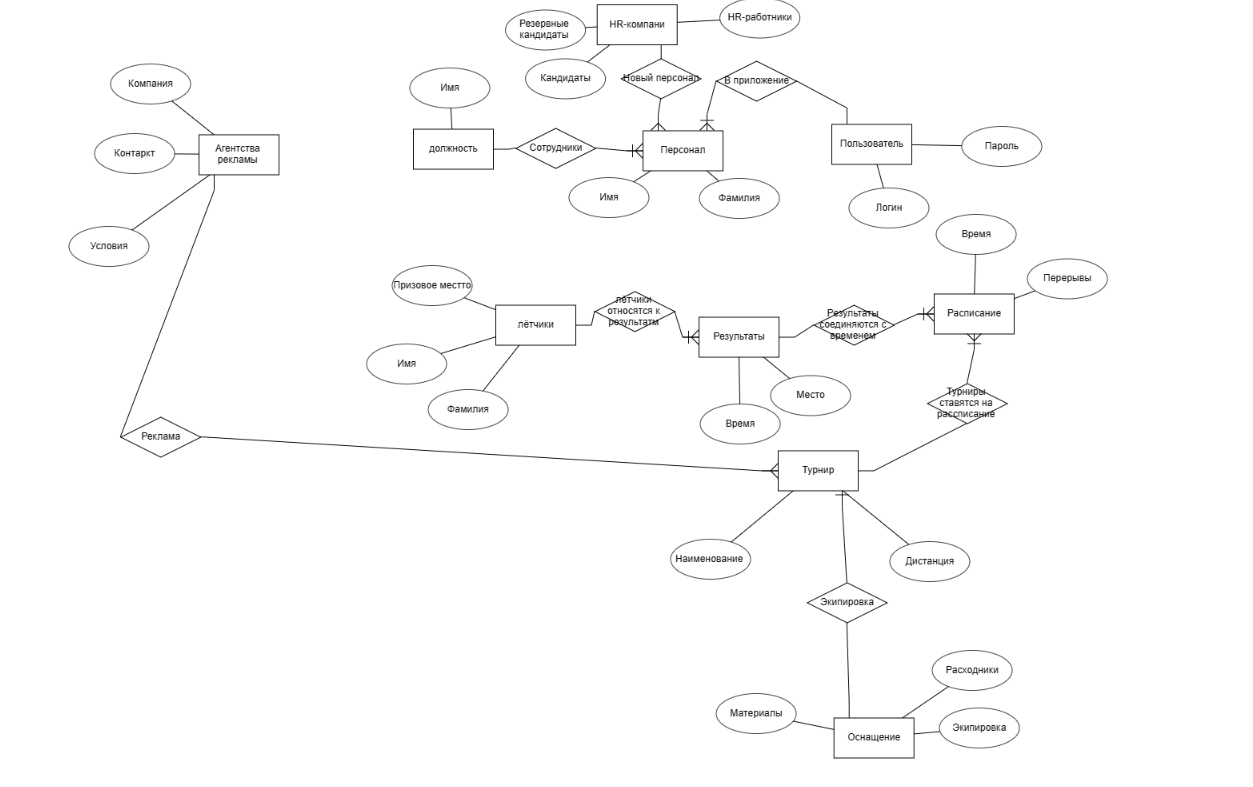 Резервные
кандидаты
HR-компани
HR-работники
Кандидаты
Новый персонал
В приложение
Компания
Имя
Контаркт
Агентства
рекламы
должность
Сотрудники
Персонал
Пользователь
Пароль
Имя
Фамилия
Логин
Условия
Время
Перерывы
Призовое местто
лётчики
лётчики
относятся к
результатм
Результаты
Результаты
соединяются с
временем
Расписание
Имя
Фамилия
Время
Место
Турниры
ставятся на
рассписание
Реклама
Турнир
Наименование
Дистанция
Экипировка
Расходники
Материалы
Оснащение
Экипировка